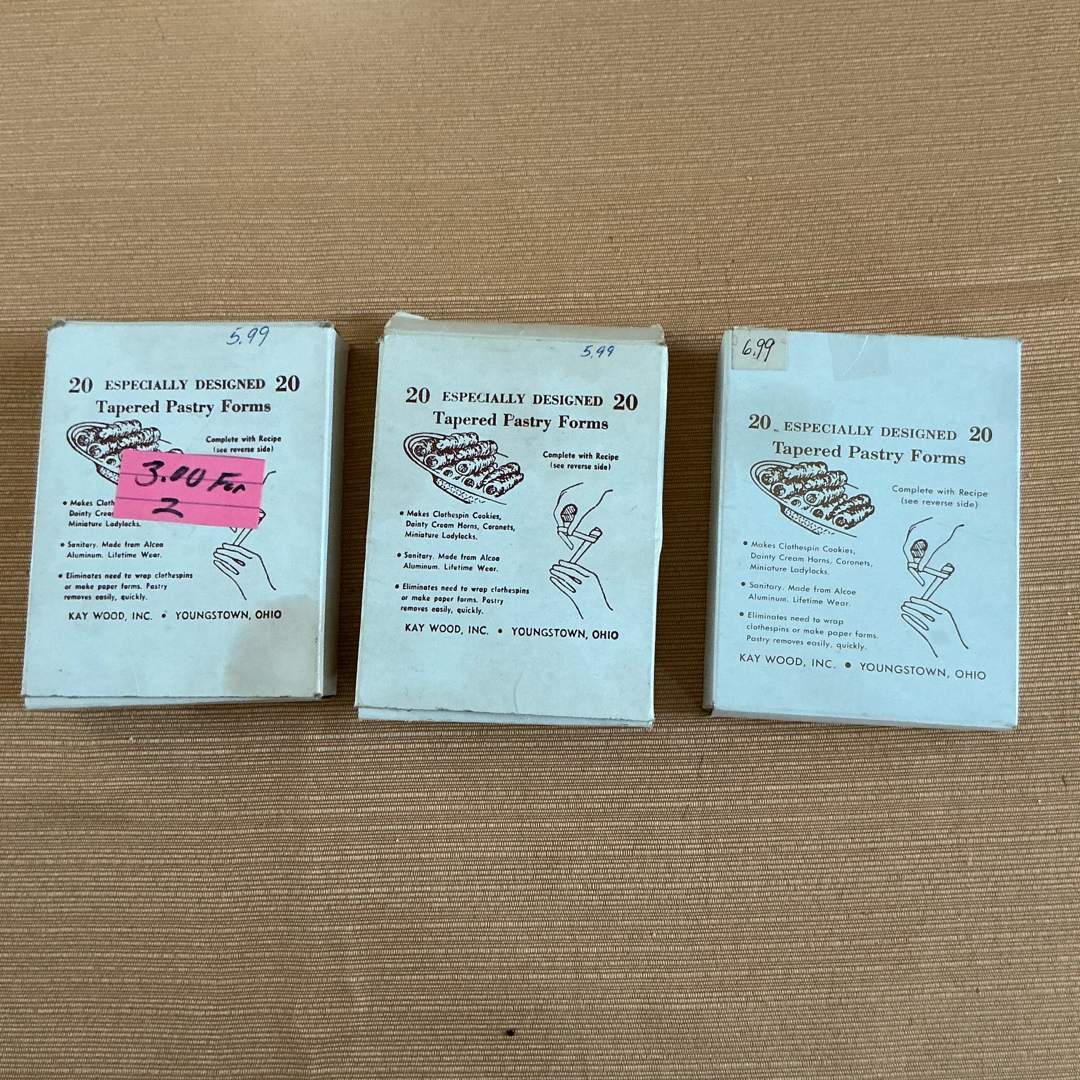 5.99
20 ESPECIALLY DESIGNED 20
Tapered Pastry Forms
Complete with Recipe
(see reverse side)
3.00 For
2
• Makes Cloth
Dainty Crea
Miniature Ladylocks.
• Sanitary. Made from Alcoa
Aluminum. Lifetime Wear.
• Eliminates need to wrap clothespins
or make paper forms. Pastry
removes easily, quickly.
KAY WOOD, INC. • YOUNGSTOWN, OHIO
5.99
20 ESPECIALLY DESIGNED 20
Tapered Pastry Forms
Complete with Recipe
(see reverse side)
• Makes Clothespin Cookies,
Dainty Cream Horns, Coronets,
Miniature Ladylocks.
• Sanitary. Made from Alcoa
Aluminum. Lifetime Wear.
• Eliminates need to wrap clothespins
or make paper forms. Pastry
removes easily, quickly.
KAY WOOD, INC. • YOUNGSTOWN, OHIO
6.99
20 ESPECIALLY DESIGNED 20
Tapered Pastry Forms
Complete with Recipe
(see reverse side)
• Makes Clothespin Cookies,
Dainty Cream Horns, Coronets,
Miniature Ladylocks.
• Sanitary. Made from Alcoa
Aluminum. Lifetime Wear.
• Eliminates need to wrap
clothespins or make paper forms.
Pastry removes easily, quickly.
KAY WOOD, INC. • YOUNGSTOWN, OHIO